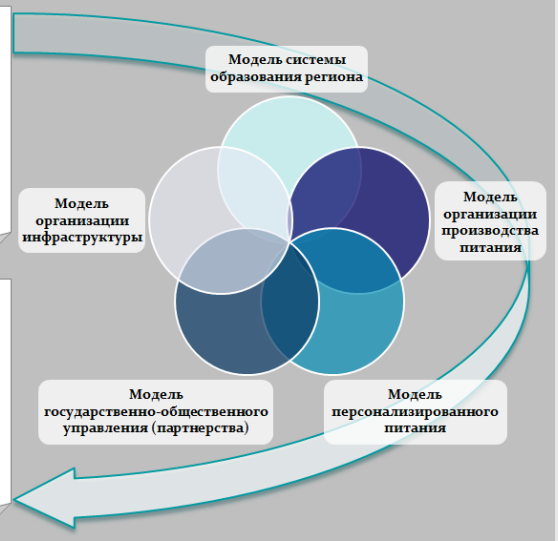 Модель системы
образования региона
Модель
организации
инфраструктуры
Модель
организации
производства
питания
Модель
государственно-общественного
управления (партнерства)
Модель
персонализированного
питания